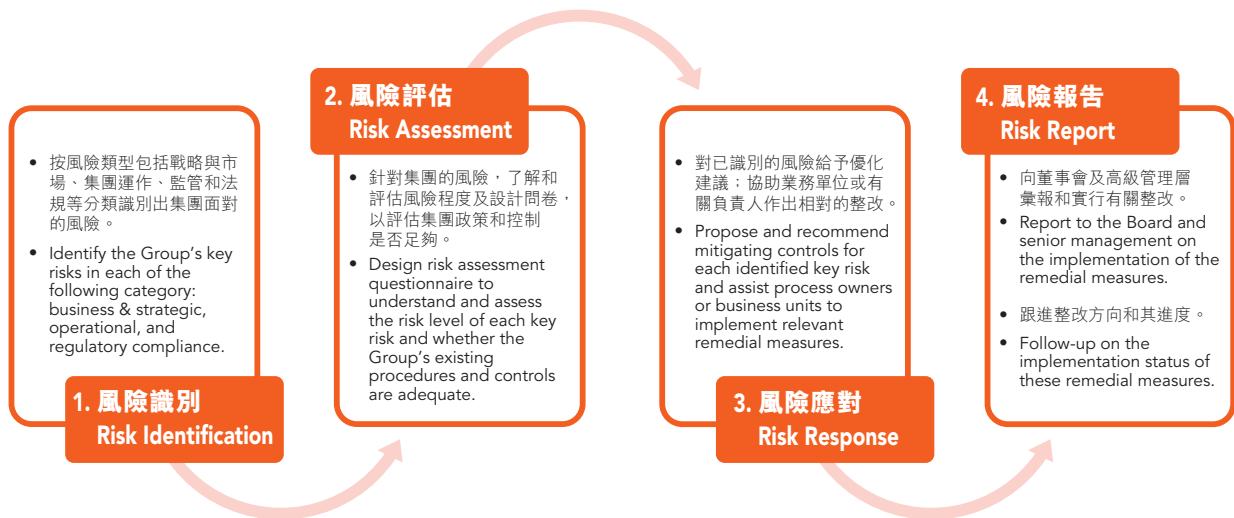 • 按風險類型包括戰略與市
場、集團運作、監管和法
規等分類識別出集團面對
的風險。
• Identify the Group’s key
risks in each of the
following category:
business & strategic,
operational, and
regulatory compliance.
1. 風險識別
Risk Identification
2. 風險評估
Risk Assessment
• 針對集團的風險，了解和
評估風險程度及設計問卷，
以評估集團政策和控制
是否足夠。
• Design risk assessment
questionnaire to
understand and assess
the risk level of each key
risk and whether the
Group’s existing
procedures and controls
are adequate.
• 對已識別的風險給予優化
建議；協助業務單位或有
關負責人作出相對的整改。
• Propose and recommend
mitigating controls for
each identified key risk
and assist process owners
or business units to
implement relevant
remedial measures.
3. 風險應對
Risk Response
4. 風險報告
Risk Report
• 向董事會及高級管理層
彙報和實行有關整改。
• Report to the Board and
senior management on
the implementation of the
remedial measures.
• 跟進整改方向和其進度。
• Follow-up on the
implementation status of
these remedial measures.